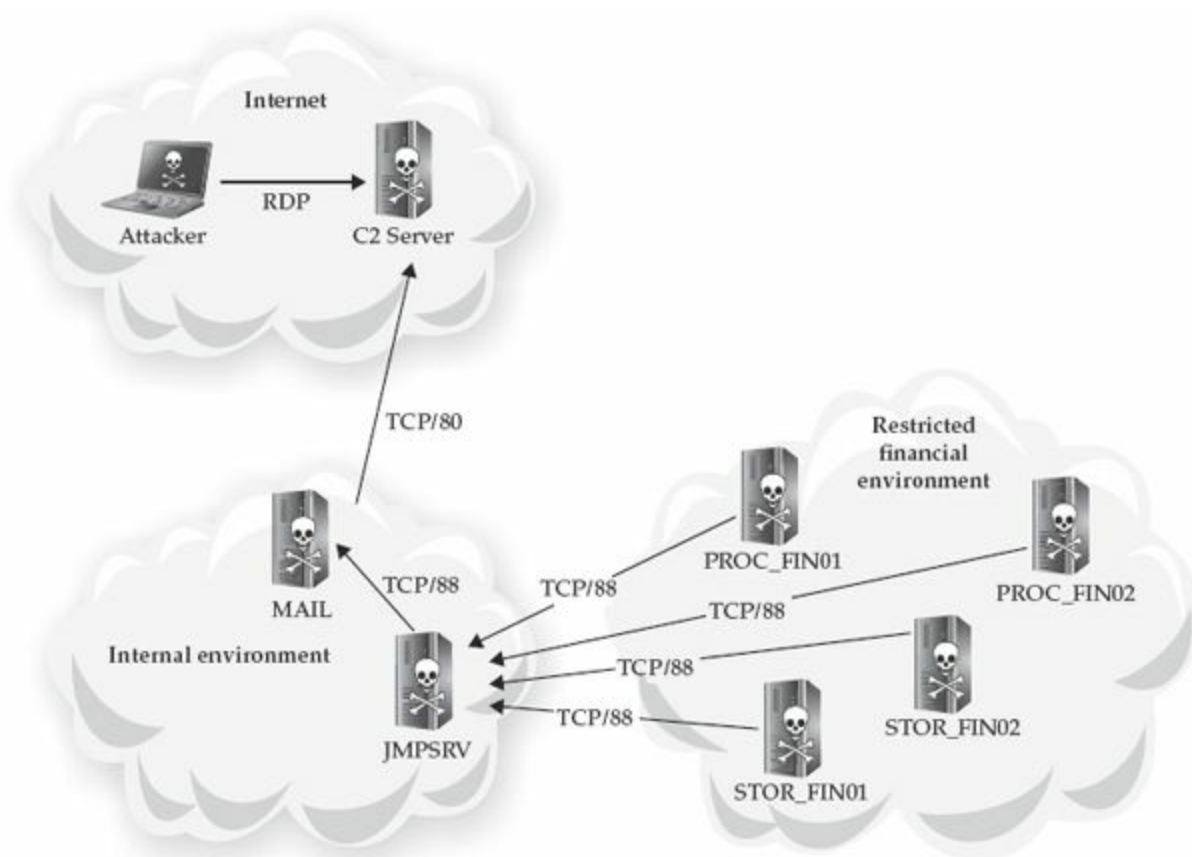 Internet
RDP
Attacker
C2 Server
TCP/80
Restricted
financial
environment
PROC_FIN01
PROC_FIN02
MAIL
TCP/88
TCP/88
TCP/88
Internal environment
TCP/88
STOR_FIN02
TCP/88
JMPSRV
STOR_FIN01